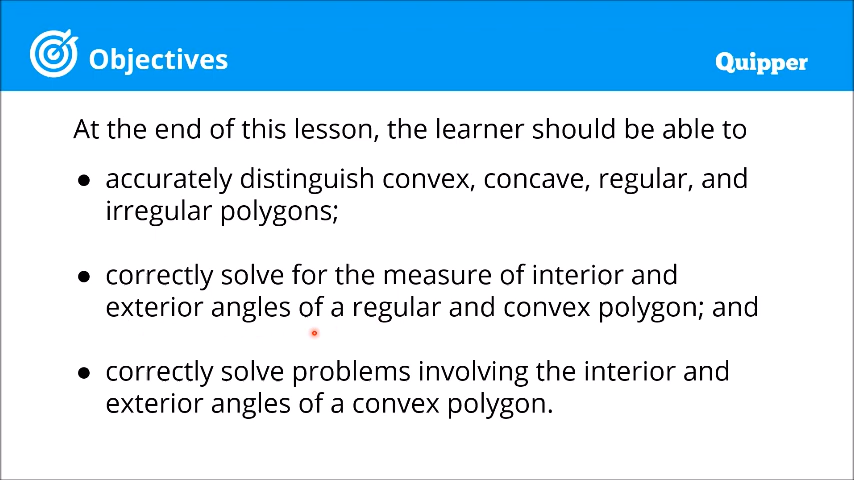 Objectives
Quipper
At the end of this lesson, the learner should be able to
● accurately distinguish convex, concave, regular, and
irregular polygons;
● correctly solve for the measure of interior and
exterior angles of a regular and convex polygon; and
● correctly solve problems involving the interior and
exterior angles of a convex polygon.